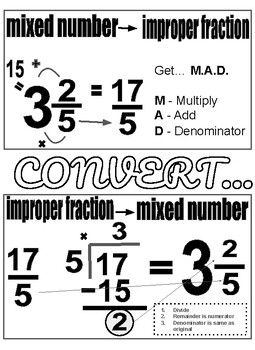 mixed number → improper fraction
15 +
= 3 2/5 = 17/5
×
Get... M.A.D.
M - Multiply
A - Add
D - Denominator
CONVERT...
improper fraction → mixed number
× 3
17/5 5 17 = 3 2/5
-15
2
1. Divide
2. Remainder is numerator
3. Denominator is same as
original